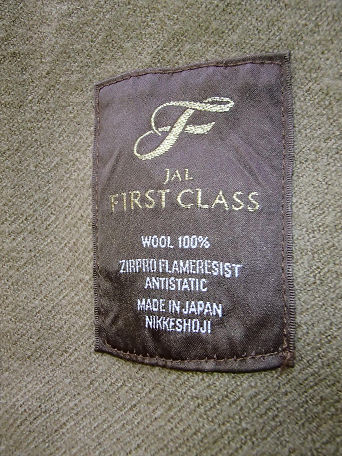 F
JAL
FIRST CLASS
WOOL 100%
ZIRPRO FLAMERESIST
ANTISTATIC
MADE IN JAPAN
NIKKESHOJI